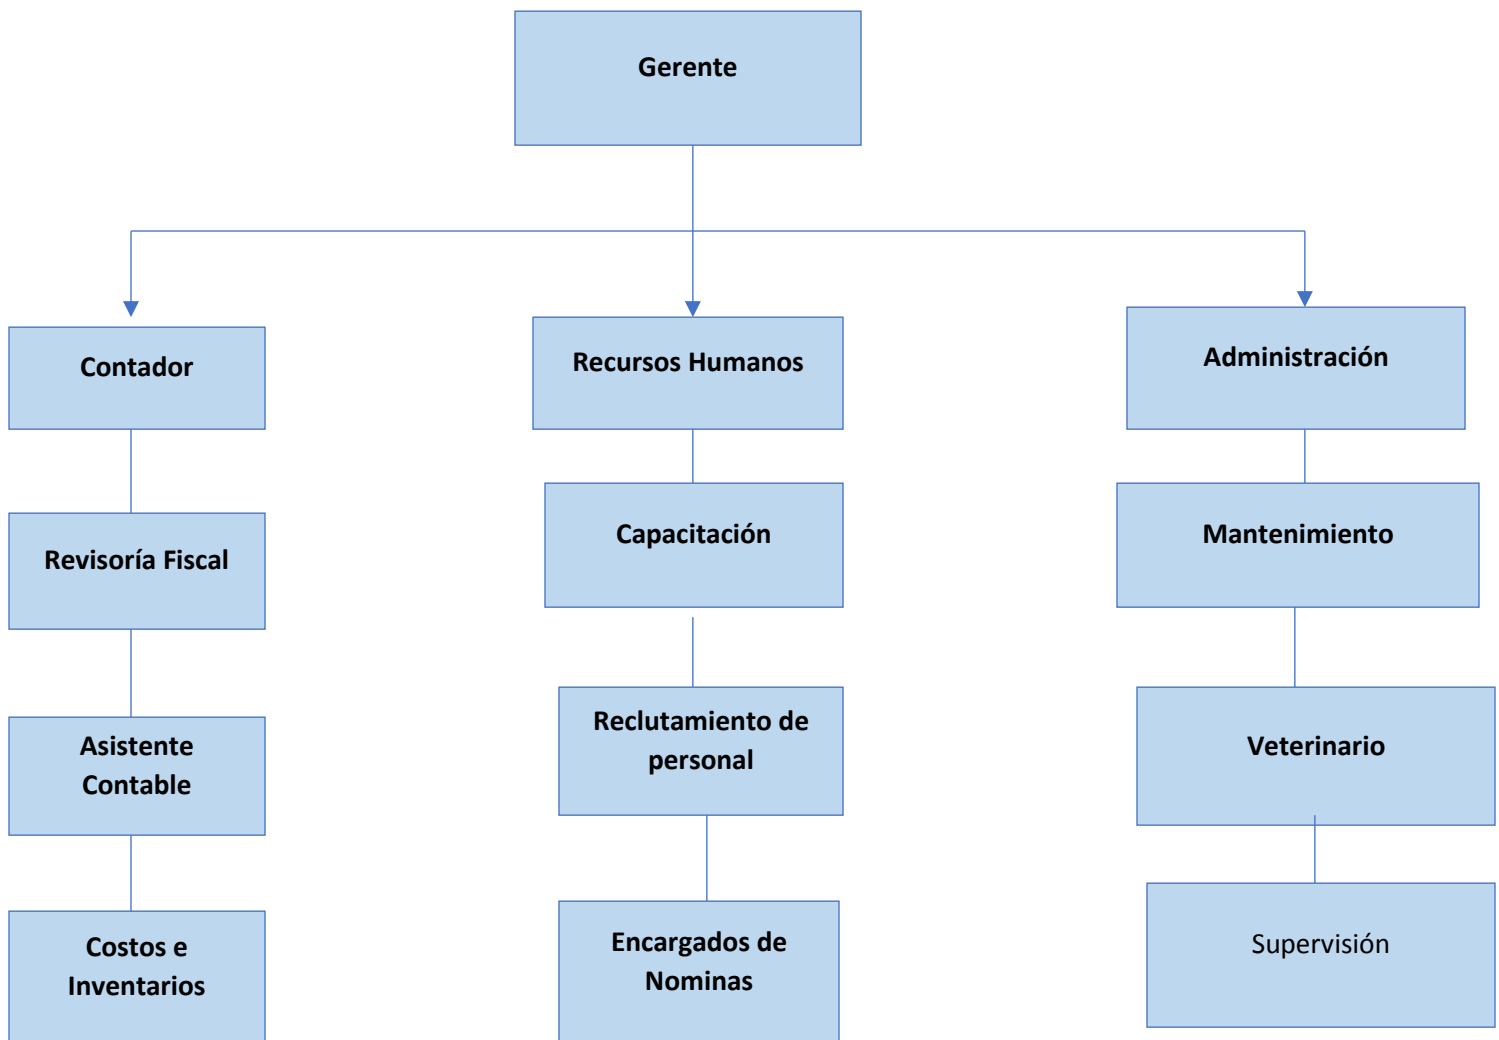 Gerente
Contador
Recursos Humanos
Administración
Revisoría Fiscal
Capacitación
Mantenimiento
Asistente
Contable
Reclutamiento de
personal
Veterinario
Costos e
Inventarios
Encargados de
Nominas
Supervisión